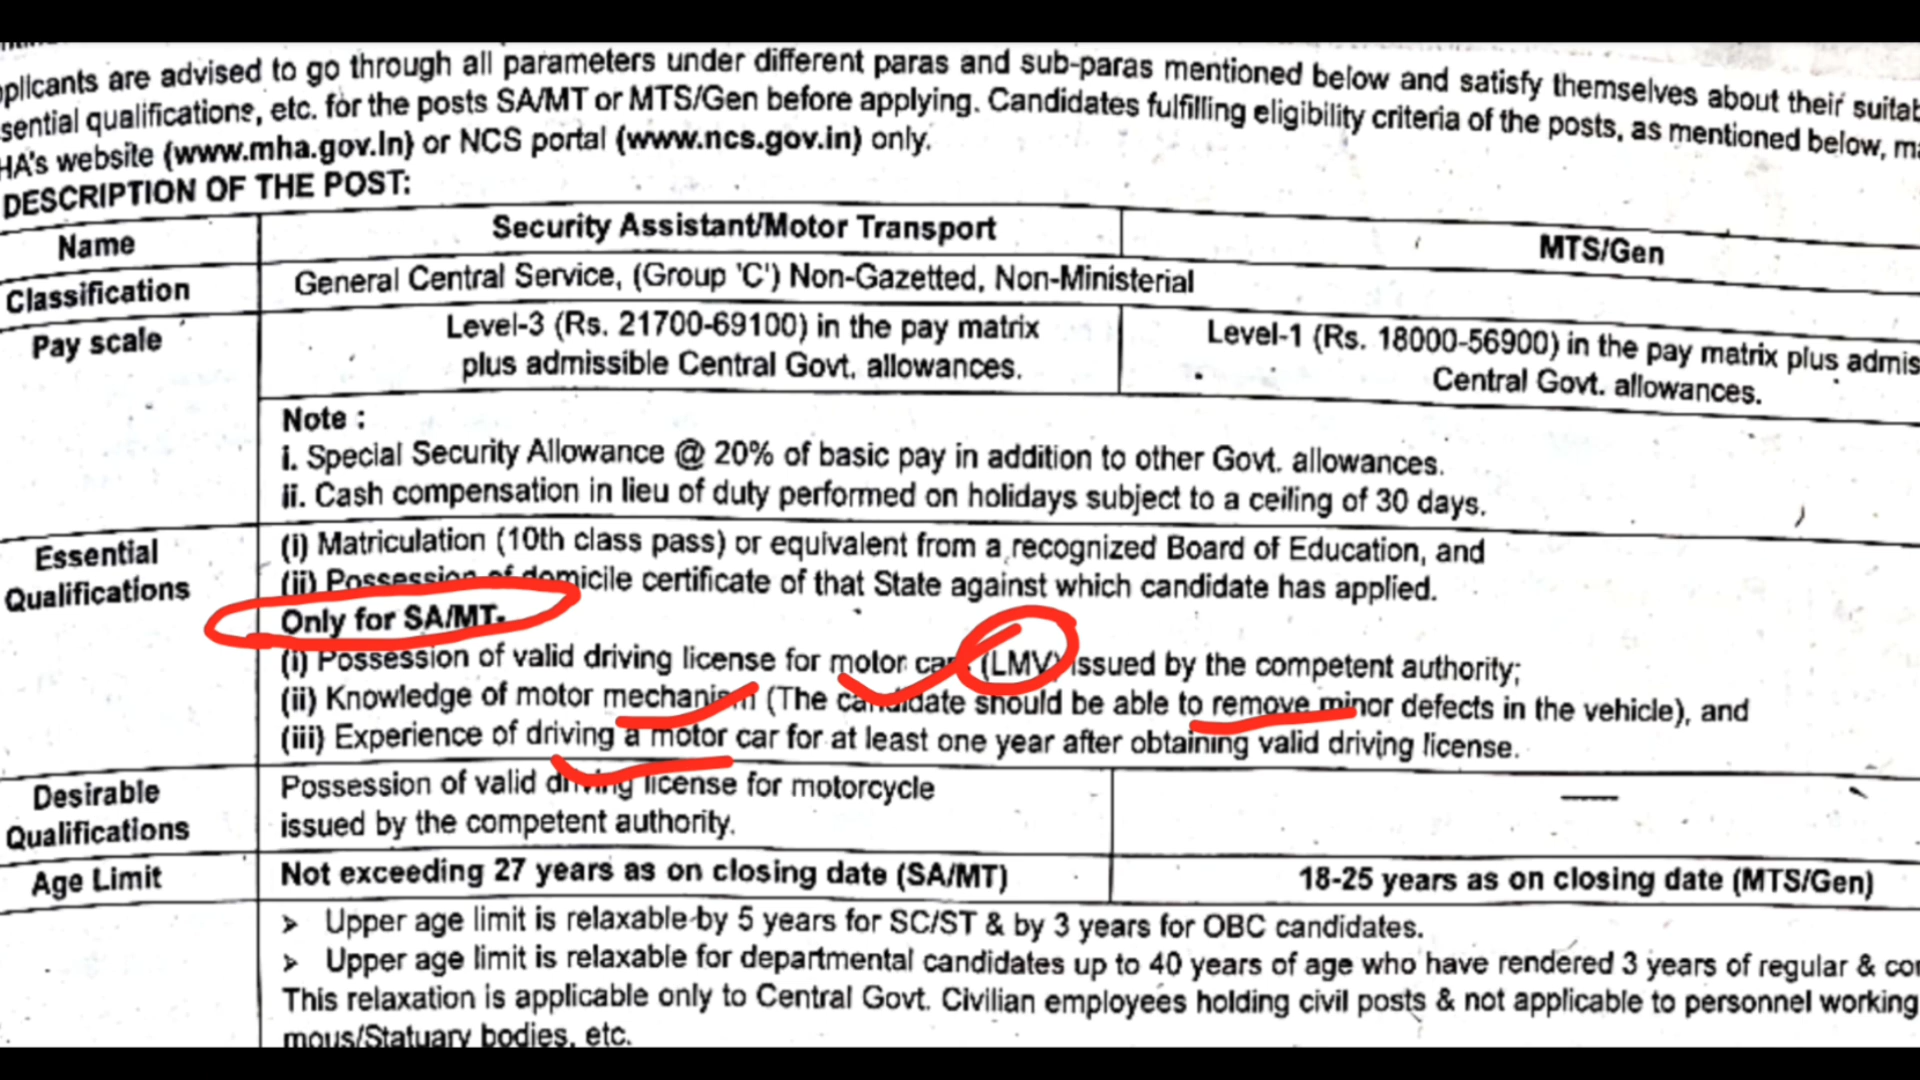 plicants are advised to go through all parameters under different paras and sub-paras mentioned below and satisfy themselves about their suitab
sential qualifications, etc. for the posts SA/MT or MTS/Gen before applying. Candidates fulfilling eligibility criteria of the posts, as mentioned below, ma
HA's website (www.mha.gov.in) or NCS portal (www.ncs.gov.in) only.
DESCRIPTION OF THE POST:
Name
Security Assistant/Motor Transport
MTS/Gen
Classification
General Central Service, (Group 'C') Non-Gazetted, Non-Ministerial
Pay scale
Level-3 (Rs. 21700-69100) in the pay matrix
plus admissible Central Govt. allowances.
Level-1 (Rs. 18000-56900) in the pay matrix plus admis
Central Govt. allowances.
Note :
i. Special Security Allowance @ 20% of basic pay in addition to other Govt. allowances.
ii. Cash compensation in lieu of duty performed on holidays subject to a ceiling of 30 days.
Essential
Qualifications
(i) Matriculation (10th class pass) or equivalent from a recognized Board of Education, and
(ii) Possession of domicile certificate of that State against which candidate has applied.
Only for SA/MT-
(i) Possession of valid driving license for motor cars (LMV) issued by the competent authority;
(ii) Knowledge of motor mechanism (The candidate should be able to remove minor defects in the vehicle), and
(iii) Experience of driving a motor car for at least one year after obtaining valid driving license.
Desirable
Qualifications
Possession of valid driving license for motorcycle
issued by the competent authority.
Age Limit
Not exceeding 27 years as on closing date (SA/MT)
18-25 years as on closing date (MTS/Gen)
➢ Upper age limit is relaxable by 5 years for SC/ST & by 3 years for OBC candidates.
➢ Upper age limit is relaxable for departmental candidates up to 40 years of age who have rendered 3 years of regular & con
This relaxation is applicable only to Central Govt. Civilian employees holding civil posts & not applicable to personnel working
mous/Statuary bodies, etc.